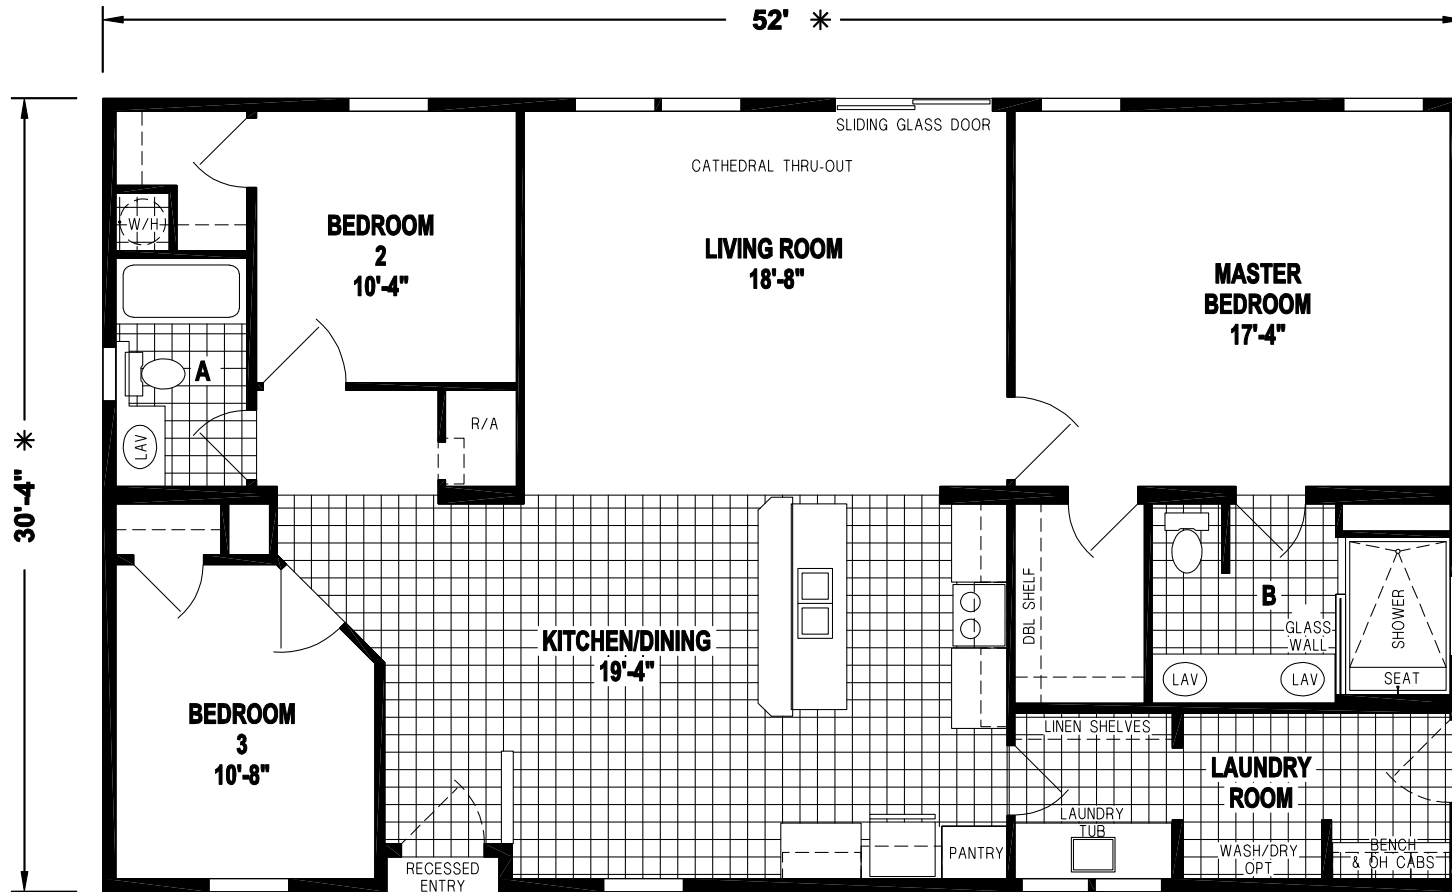 52' ✳
SLIDING GLASS DOOR
CATHEDRAL THRU-OUT
W/H
BEDROOM
2
10'-4"
LIVING ROOM
18'-8"
MASTER
BEDROOM
17'-4"
A
LAV
R/A
30'-4" ✳
DBL SHELF
B
GLASS
WALL
SHOWER
SEAT
LAV
LAV
KITCHEN/DINING
19'-4"
BEDROOM
3
10'-8"
LINEN SHELVES
LAUNDRY
ROOM
LAUNDRY
TUB
PANTRY
WASH/DRY
OPT
BENCH
& OH CABS
RECESSED
ENTRY